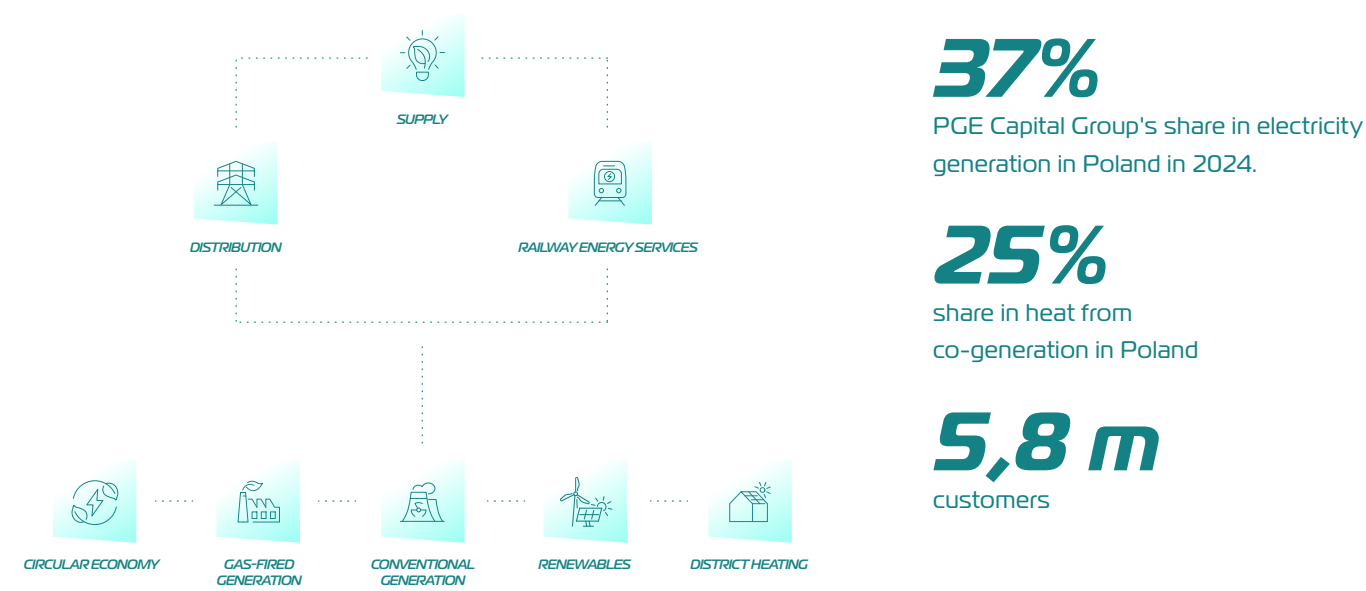 SUPPLY
DISTRIBUTION
RAILWAY ENERGY SERVICES
CIRCULAR ECONOMY
GAS-FIRED
GENERATION
CONVENTIONAL
GENERATION
RENEWABLES
DISTRICT HEATING
37%
PGE Capital Group's share in electricity
generation in Poland in 2024.
25%
share in heat from
co-generation in Poland
5,8 m
customers